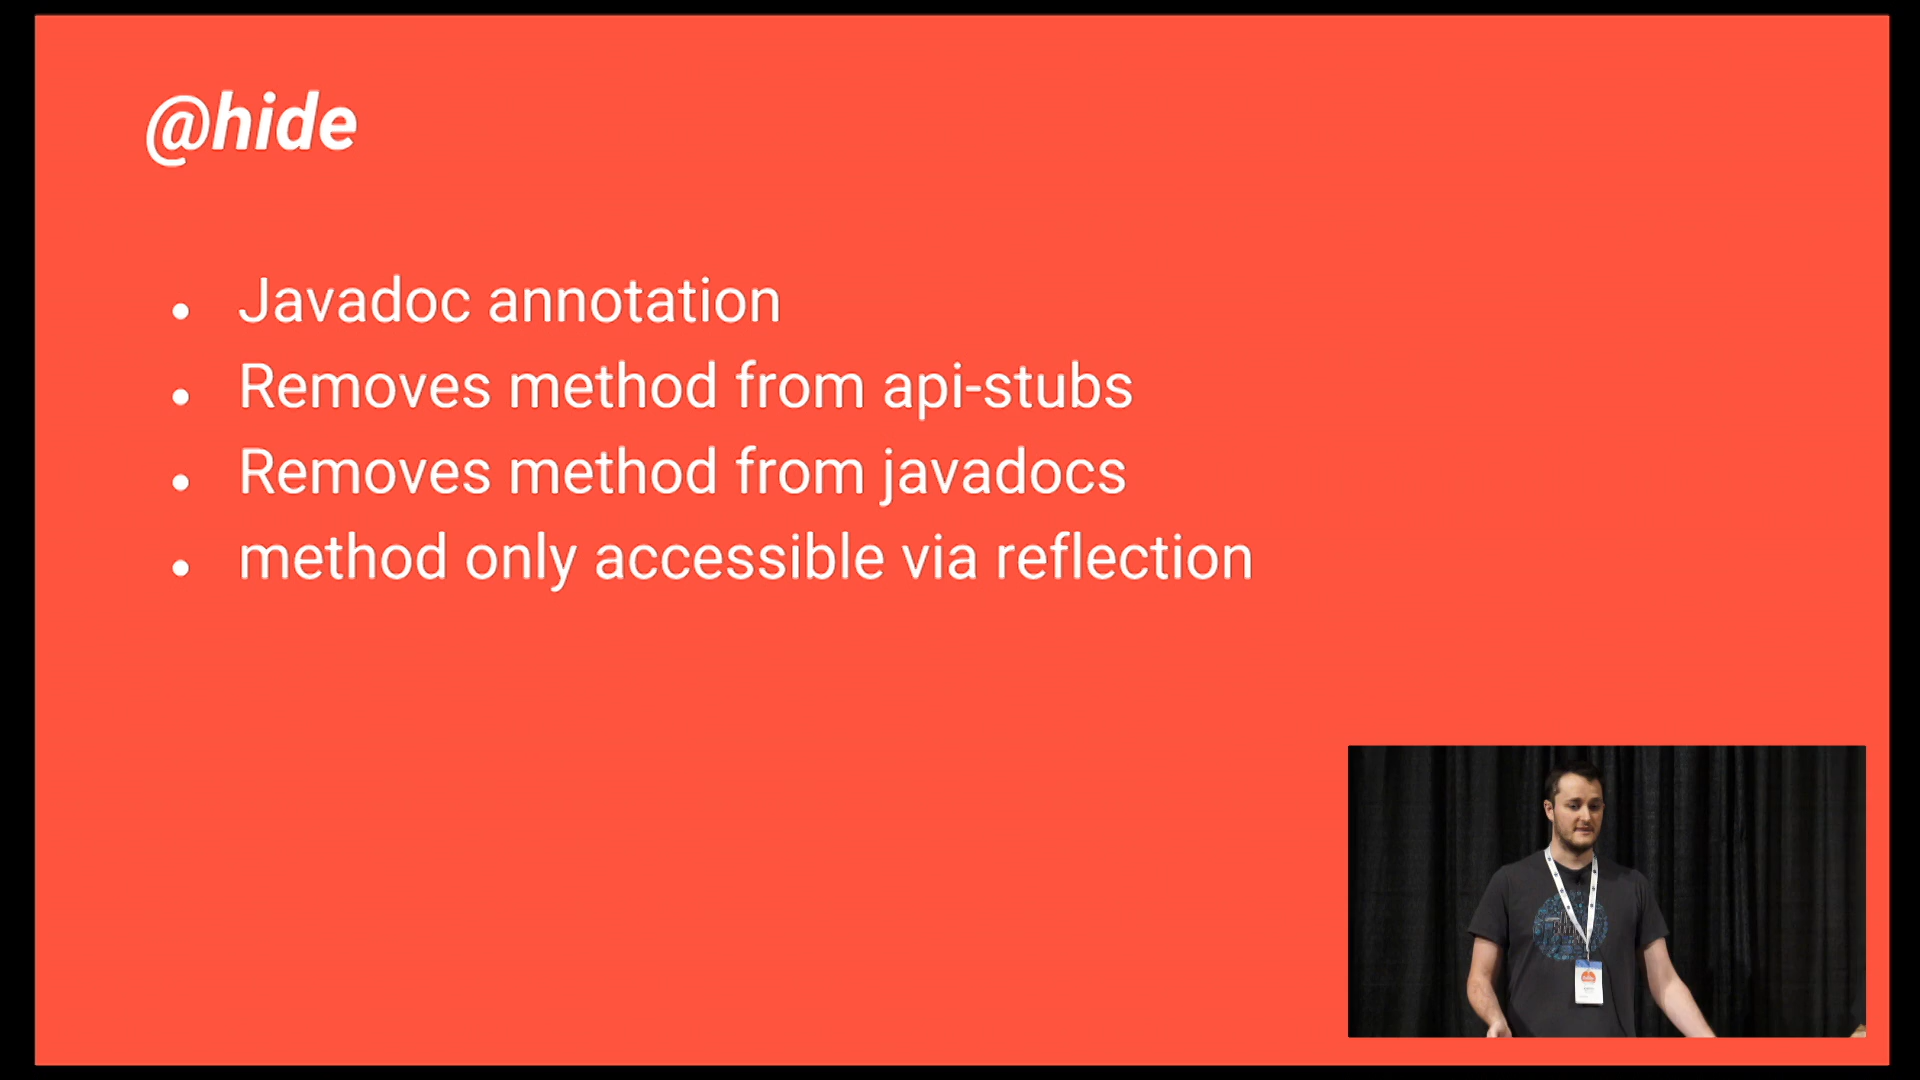 @hide
• Javadoc annotation
• Removes method from api-stubs
• Removes method from javadocs
• method only accessible via reflection